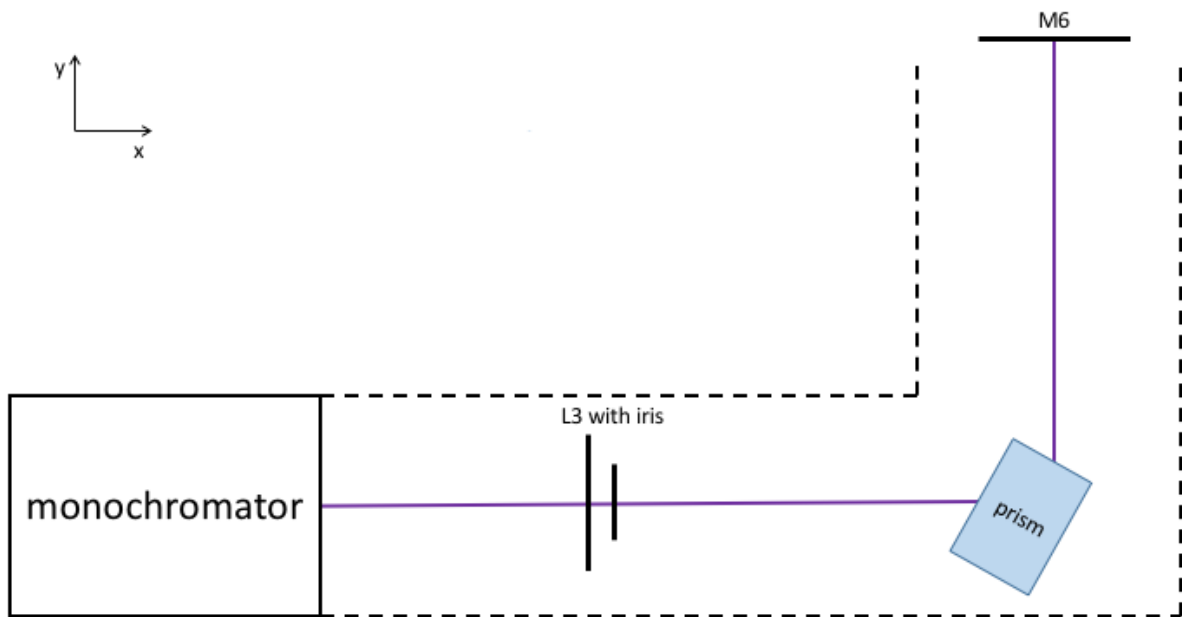 M6
y
x
L3 with iris
monochromator
prism